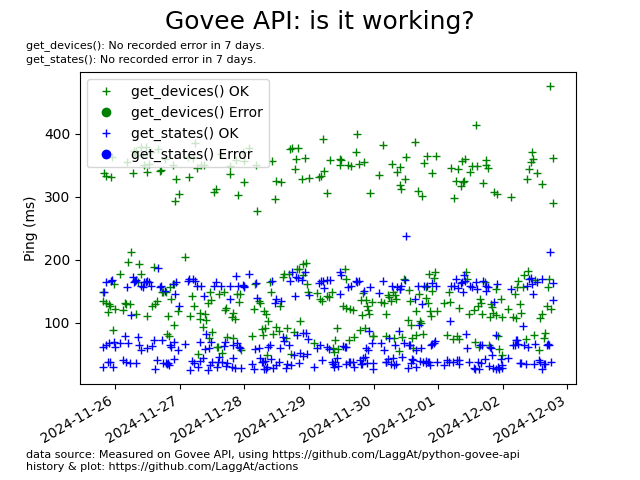 Govee API: is it working?
get_devices(): No recorded error in 7 days.
get_states(): No recorded error in 7 days.
get_devices() OK
get_devices() Error
get_states() OK
get_states() Error
Ping (ms)
400
300
200
100
2024-11-26
2024-11-27
2024-11-28
2024-11-29
2024-11-30
2024-12-01
2024-12-02
2024-12-03
data source: Measured on Govee API, using https://github.com/LaggAt/python-govee-api
history & plot: https://github.com/LaggAt/actions